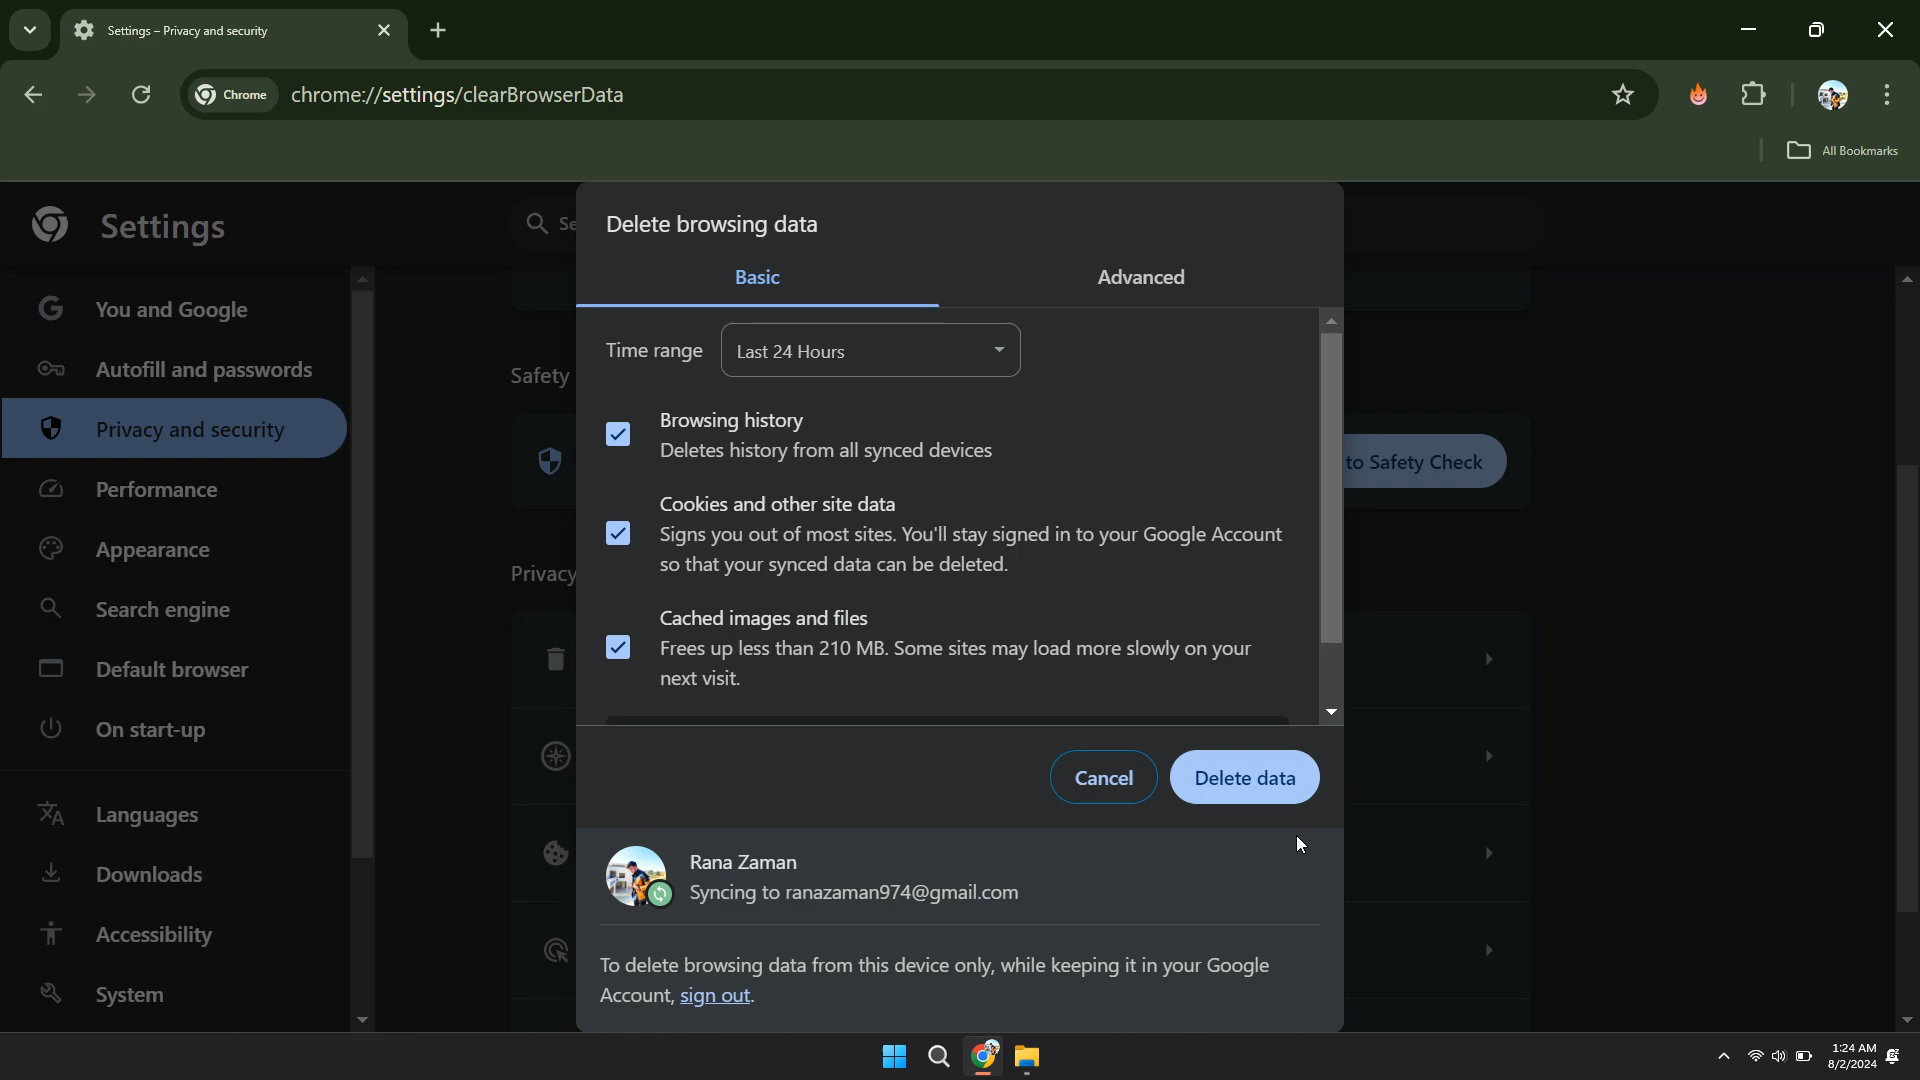 Settings – Privacy and security
Chrome
chrome://settings/clearBrowserData
All Bookmarks
Settings
Se
You and Google
Autofill and passwords
Privacy and security
Performance
Appearance
Search engine
Default browser
On start-up
Languages
Downloads
Accessibility
System
Safety
to Safety Check
Privacy
Delete browsing data
Basic
Advanced
Time range
Last 24 Hours
Browsing history
Deletes history from all synced devices
Cookies and other site data
Signs you out of most sites. You'll stay signed in to your Google Account
so that your synced data can be deleted.
Cached images and files
Frees up less than 210 MB. Some sites may load more slowly on your
next visit.
Cancel
Delete data
Rana Zaman
Syncing to ranazaman974@gmail.com
To delete browsing data from this device only, while keeping it in your Google
Account, sign out.
1:24 AM
8/2/2024